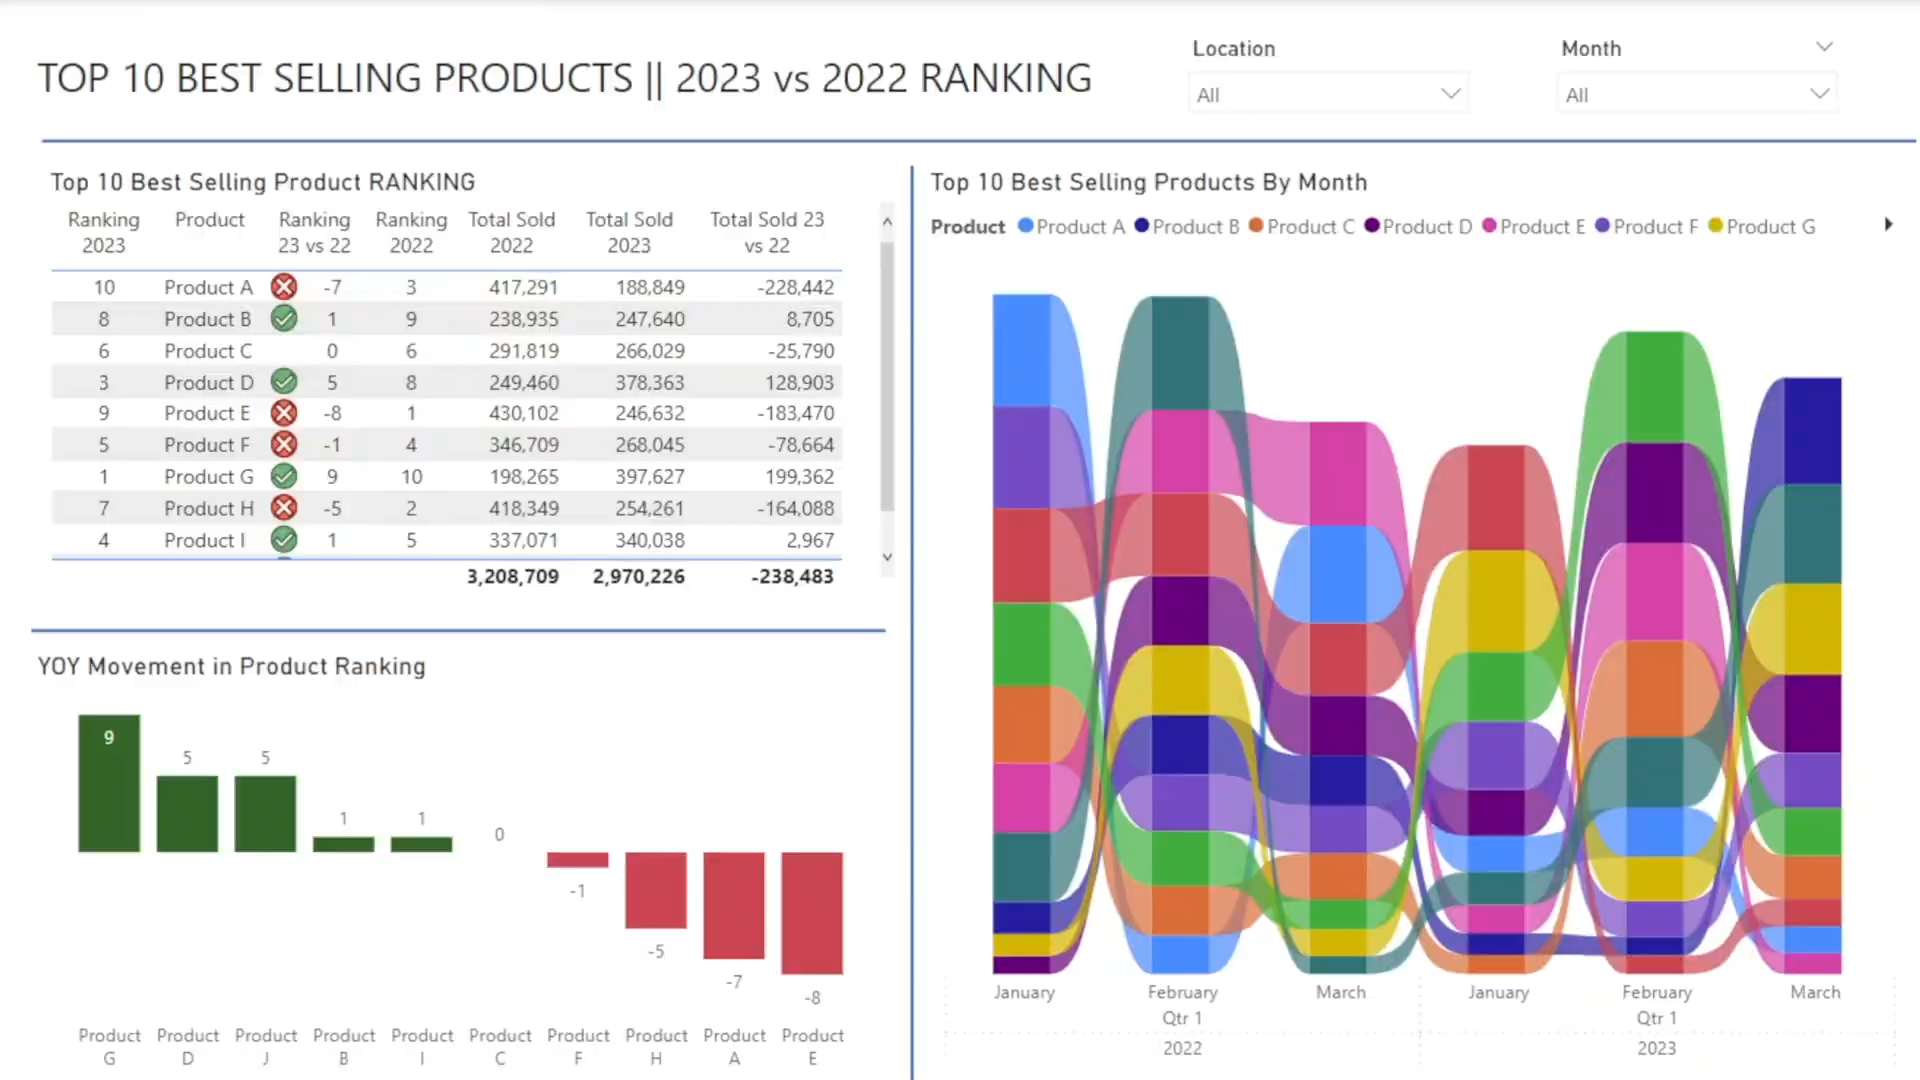 TOP 10 BEST SELLING PRODUCTS || 2023 vs 2022 RANKING
Location
All
Month
All
Top 10 Best Selling Product RANKING
Ranking 2023 Product Ranking 23 vs 22 Ranking 2022 Total Sold 2022 Total Sold 2023 Total Sold 23 vs 22
10 Product A -7 3 417,291 188,849 -228,442
8 Product B 1 9 238,935 247,640 8,705
6 Product C 0 6 291,819 266,029 -25,790
3 Product D 5 8 249,460 378,363 128,903
9 Product E -8 1 430,102 246,632 -183,470
5 Product F -1 4 346,709 268,045 -78,664
1 Product G 9 10 198,265 397,627 199,362
7 Product H -5 2 418,349 254,261 -164,088
4 Product I 1 5 337,071 340,038 2,967
3,208,709 2,970,226 -238,483
YOY Movement in Product Ranking
9
5
5
1
1
0
-1
-5
-7
-8
Product G
Product D
Product J
Product B
Product I
Product C
Product F
Product H
Product A
Product E
Top 10 Best Selling Products By Month
Product Product A Product B Product C Product D Product E Product F Product G
January February March January February March
Qtr 1 Qtr 1
2022 2023